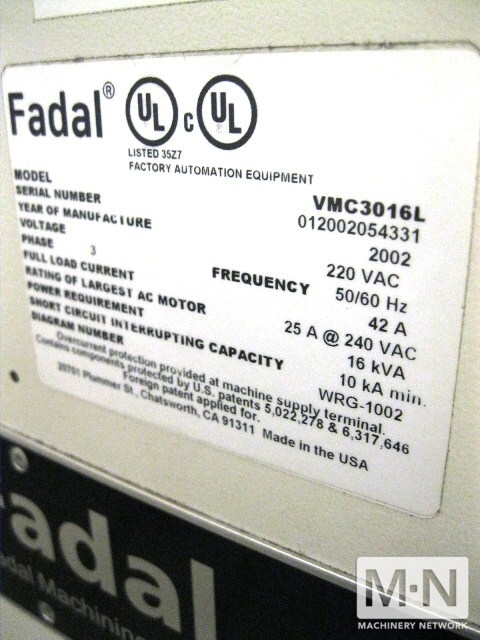 Fadal®
UL c UL
LISTED 35Z7
FACTORY AUTOMATION EQUIPMENT
MODEL VMC3016L
SERIAL NUMBER 012002054331
YEAR OF MANUFACTURE 2002
VOLTAGE 220 VAC
PHASE 3 FREQUENCY 50/60 Hz
FULL LOAD CURRENT 42 A
RATING OF LARGEST AC MOTOR 25 A @ 240 VAC
POWER REQUIREMENT 16 kVA
SHORT CIRCUIT INTERRUPTING CAPACITY 10 kA min.
DIAGRAM NUMBER WRG-1002
Overcurrent protection provided at machine supply terminal.
Contains components protected by U.S. patents 5,022,278 & 6,317,646
Foreign patent applied for.
20701 Plummer St., Chatsworth, CA 91311 Made in the USA
Fadal
Fadal Machining
M·N
MACHINERY NETWORK